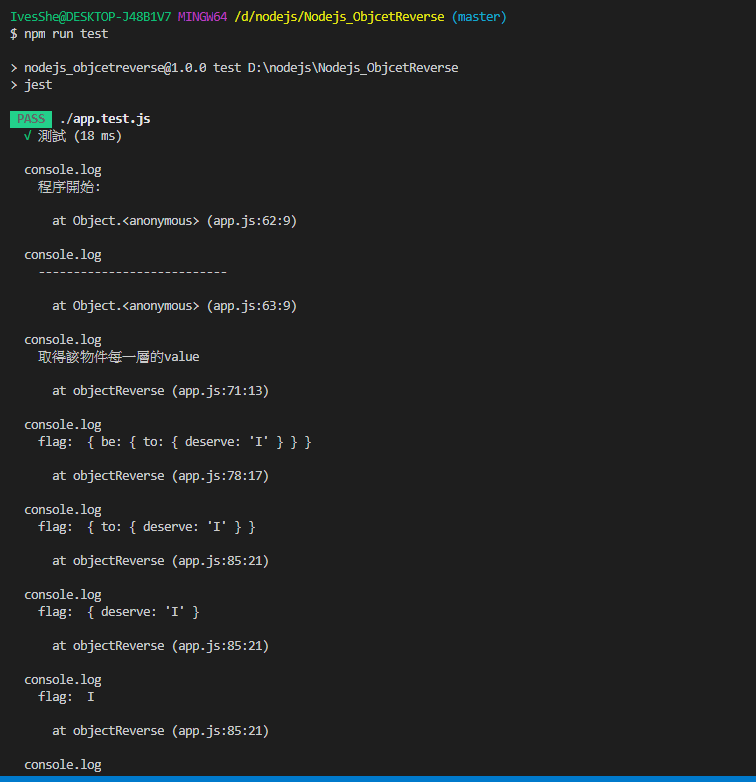 IvesShe@DESKTOP-J48B1V7 MINGW64 /d/nodejs/Nodejs_ObjcetReverse (master)
$ npm run test
> nodejs_objcetreverse@1.0.0 test D:\nodejs\Nodejs_ObjcetReverse
> jest
PASS ./app.test.js
√ 測試 (18 ms)
console.log
程序開始:
at Object.<anonymous> (app.js:62:9)
console.log
---------------------------
at Object.<anonymous> (app.js:63:9)
console.log
取得該物件每一層的value
at objectReverse (app.js:71:13)
console.log
flag:  { be: { to: { deserve: 'I' } } }
at objectReverse (app.js:78:17)
console.log
flag:  { to: { deserve: 'I' } }
at objectReverse (app.js:85:21)
console.log
flag:  { deserve: 'I' }
at objectReverse (app.js:85:21)
console.log
flag:  I
at objectReverse (app.js:85:21)
console.log